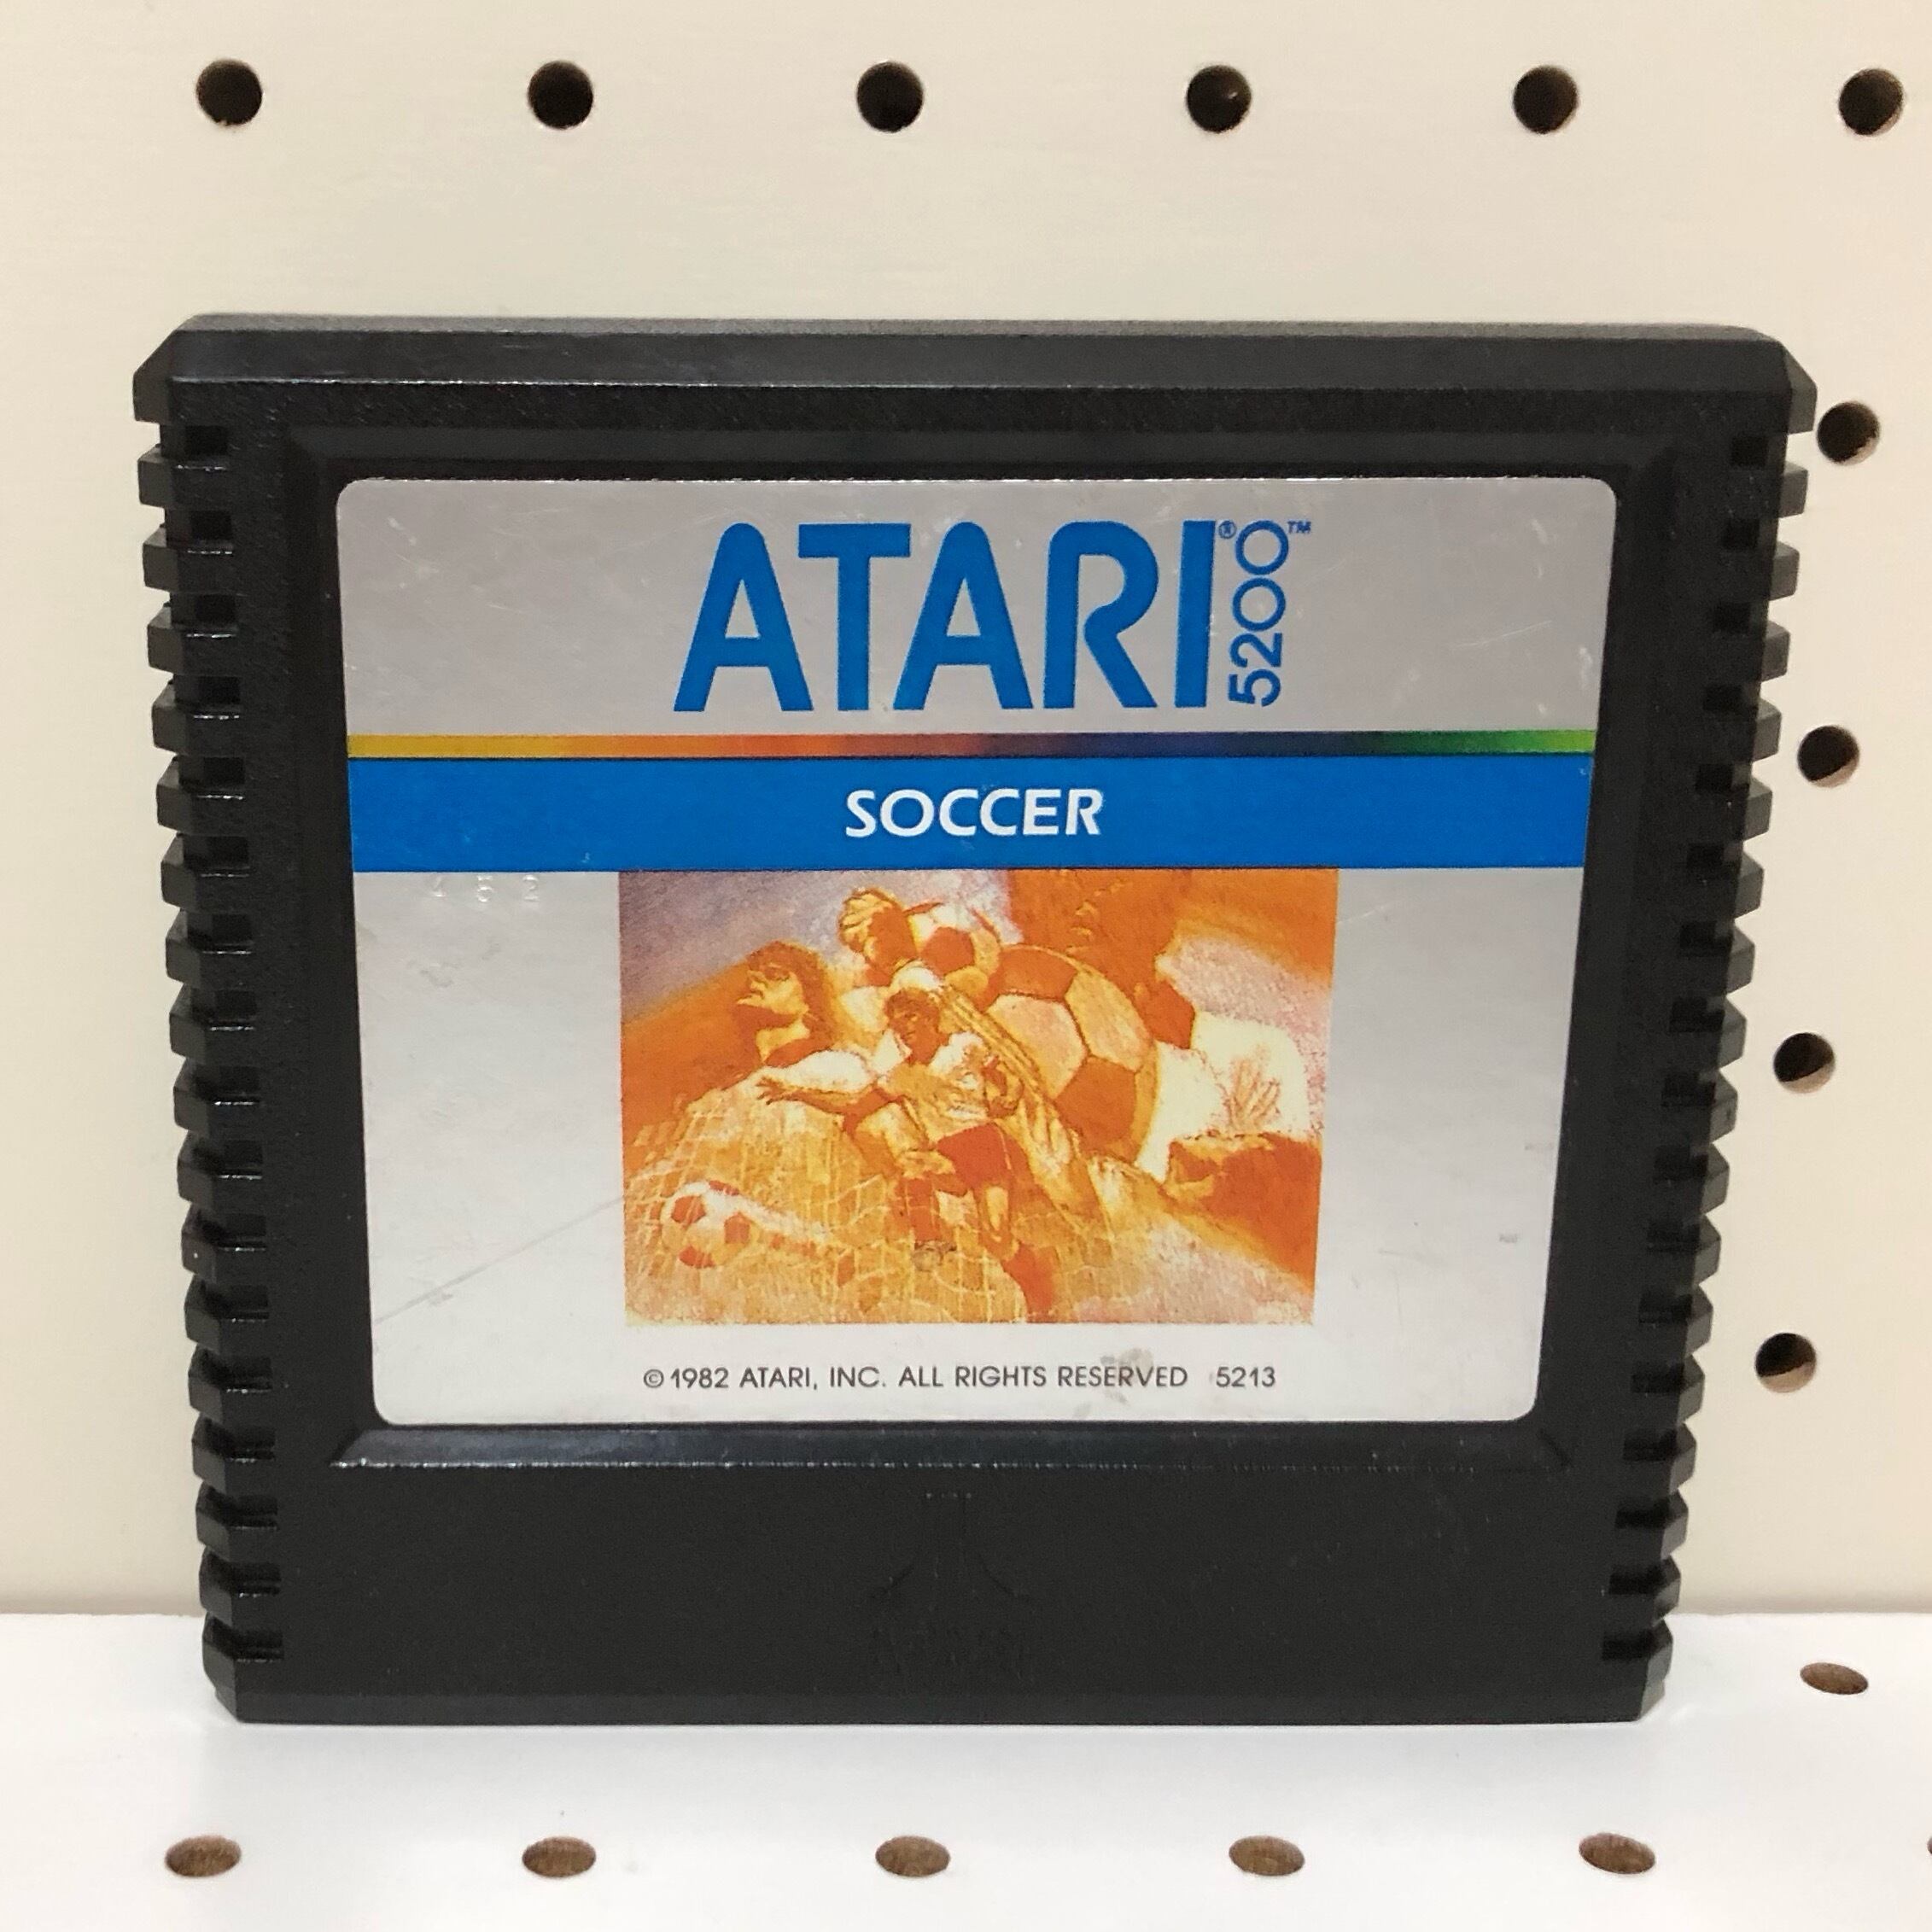 ATARI® 5200™
SOCCER
©1982 ATARI, INC. ALL RIGHTS RESERVED 5213